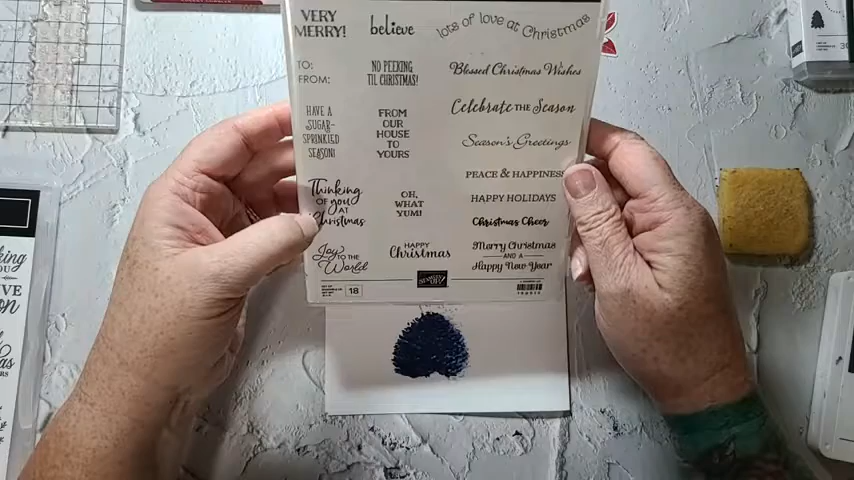 VERY
MERRY!
believe
lots of love at Christmas
TO:
FROM:
NO PEEKING
'TIL CHRISTMAS!
Blessed Christmas Wishes
HAVE A
SUGAR-
SPRINKLED
SEASON!
FROM
OUR
HOUSE
TO
YOURS
Celebrate THE Season
Season's Greetings
PEACE & HAPPINESS
Thinking
OF you AT
Christmas
OH,
WHAT
YUM!
HAPPY HOLIDAYS
Christmas Cheer
Joy TO THE
World
HAPPY
Christmas
Merry Christmas
AND A
Happy New Year
18
STAMPIN' UP!